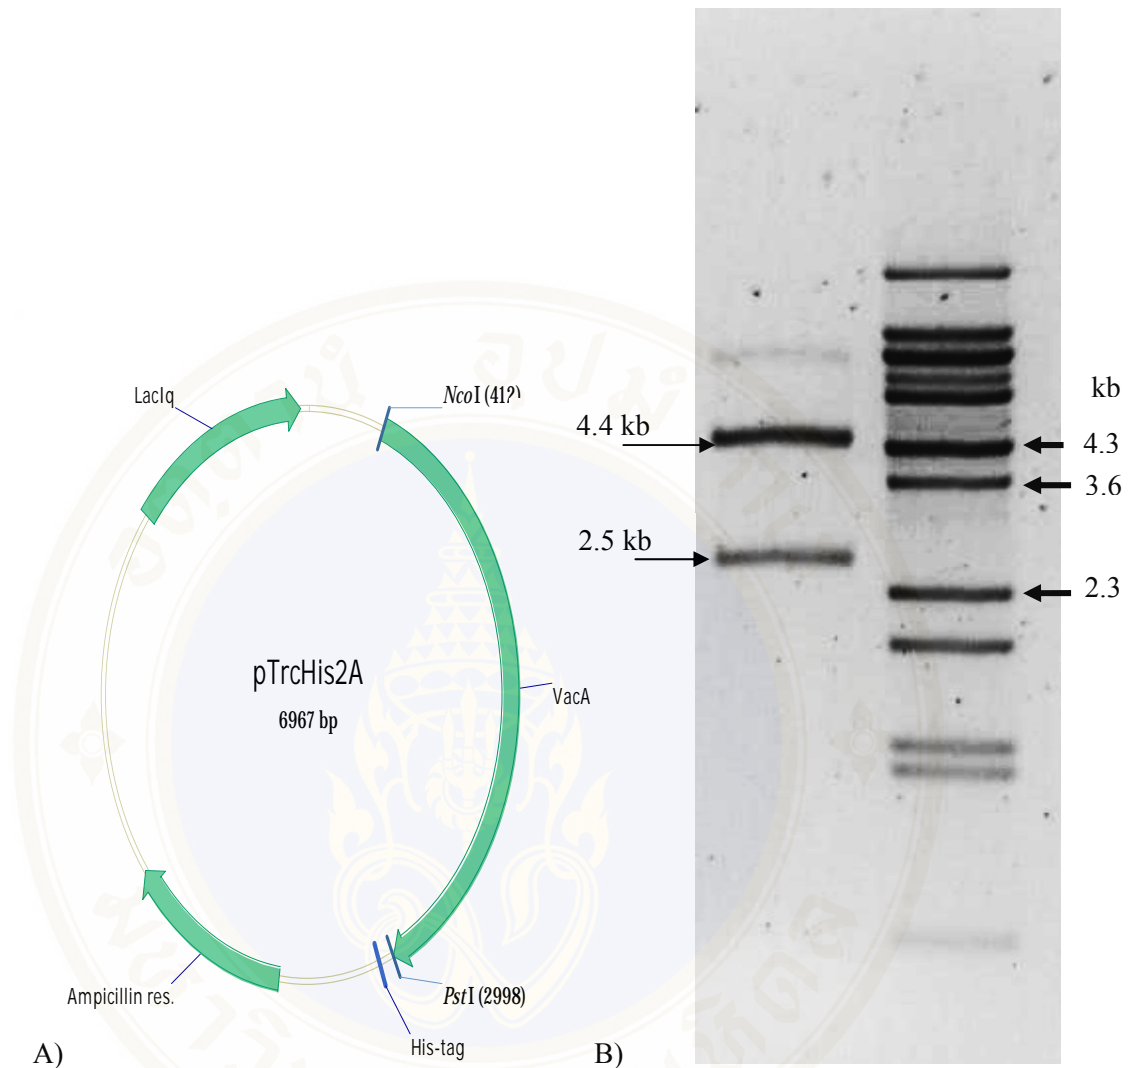 LacIq
NcoI (412)
pTrcHis2A
6967 bp
VacA
PstI (2998)
Ampicillin res.
His-tag
A)
B)
4.4 kb
2.5 kb
kb
4.3
3.6
2.3